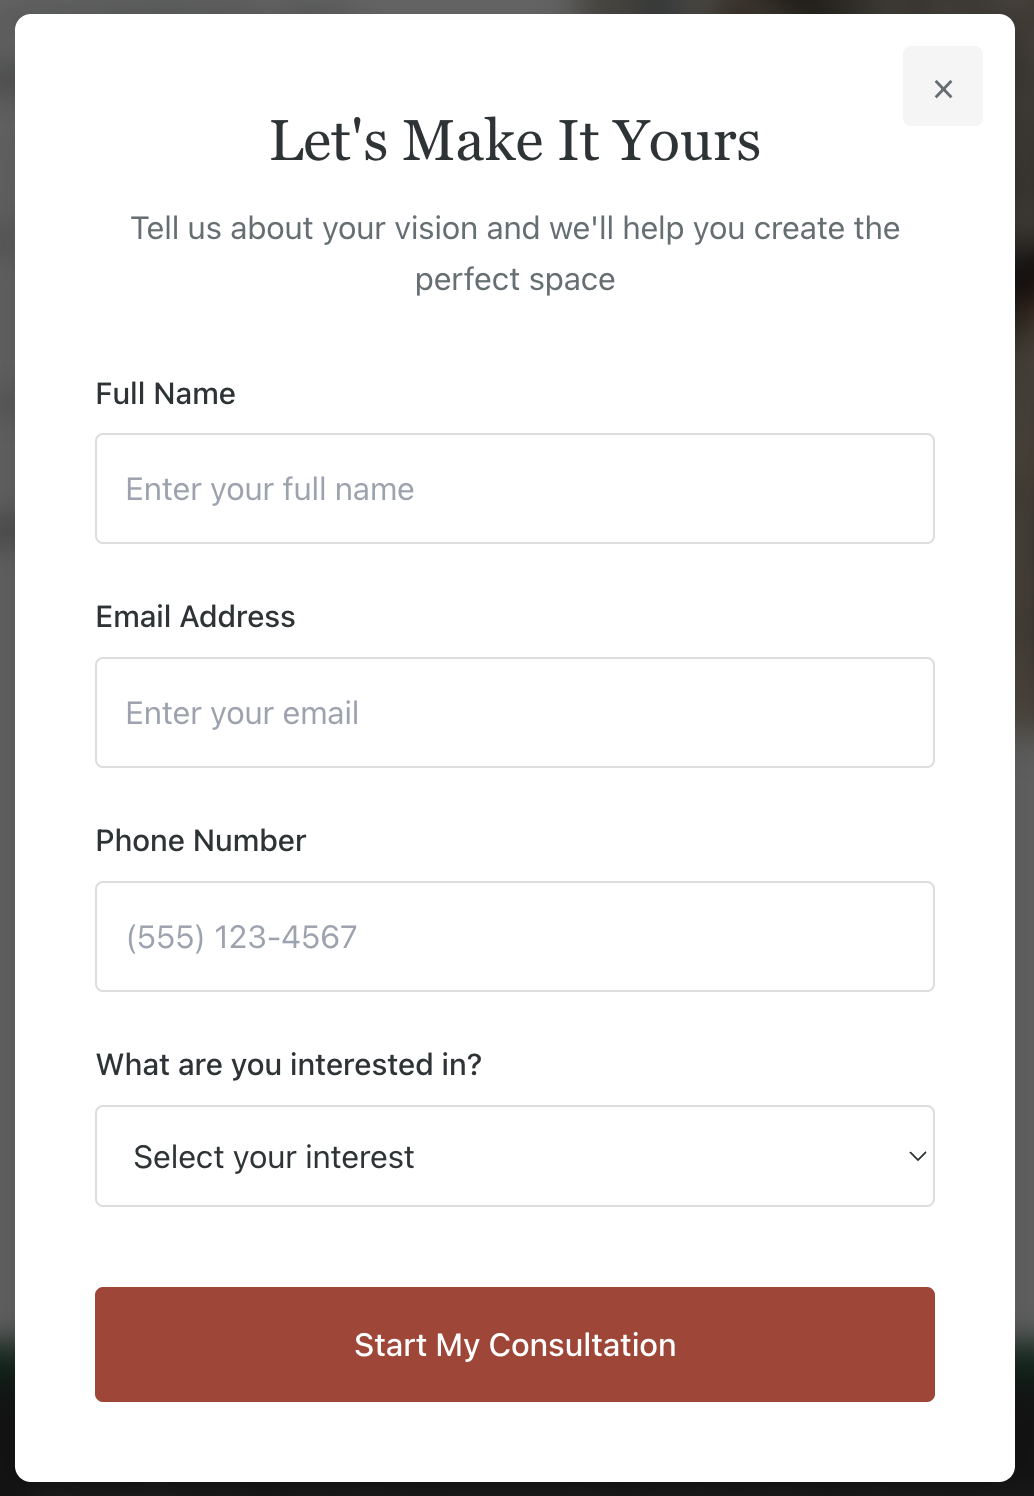 Let's Make It Yours
Tell us about your vision and we'll help you create the
perfect space
Full Name
Enter your full name
Email Address
Enter your email
Phone Number
(555) 123-4567
What are you interested in?
Select your interest
Start My Consultation